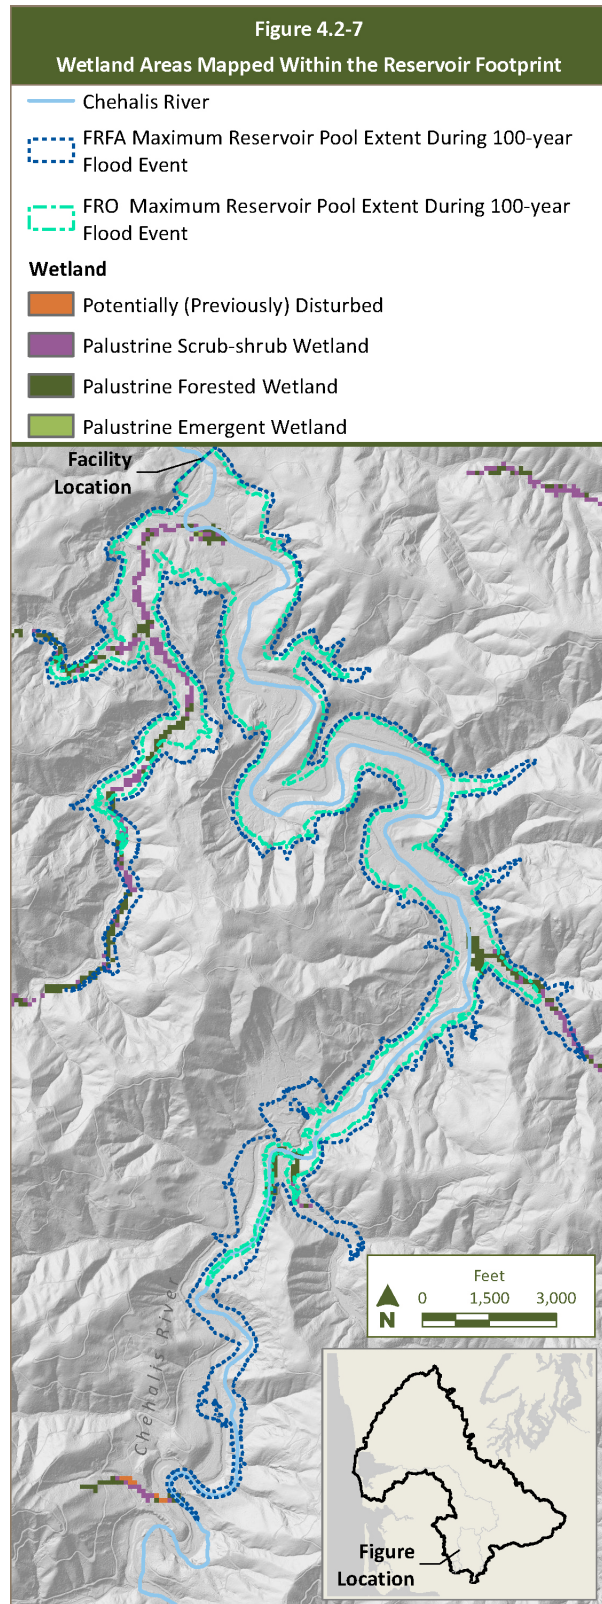 Figure 4.2-7
Wetland Areas Mapped Within the Reservoir Footprint
Chehalis River
FRFA Maximum Reservoir Pool Extent During 100-year
Flood Event
FRO  Maximum Reservoir Pool Extent During 100-year
Flood Event
Wetland
Potentially (Previously) Disturbed
Palustrine Scrub-shrub Wetland
Palustrine Forested Wetland
Palustrine Emergent Wetland
Facility
Location
Chehalis River
Feet
0 1,500 3,000
N
Figure
Location